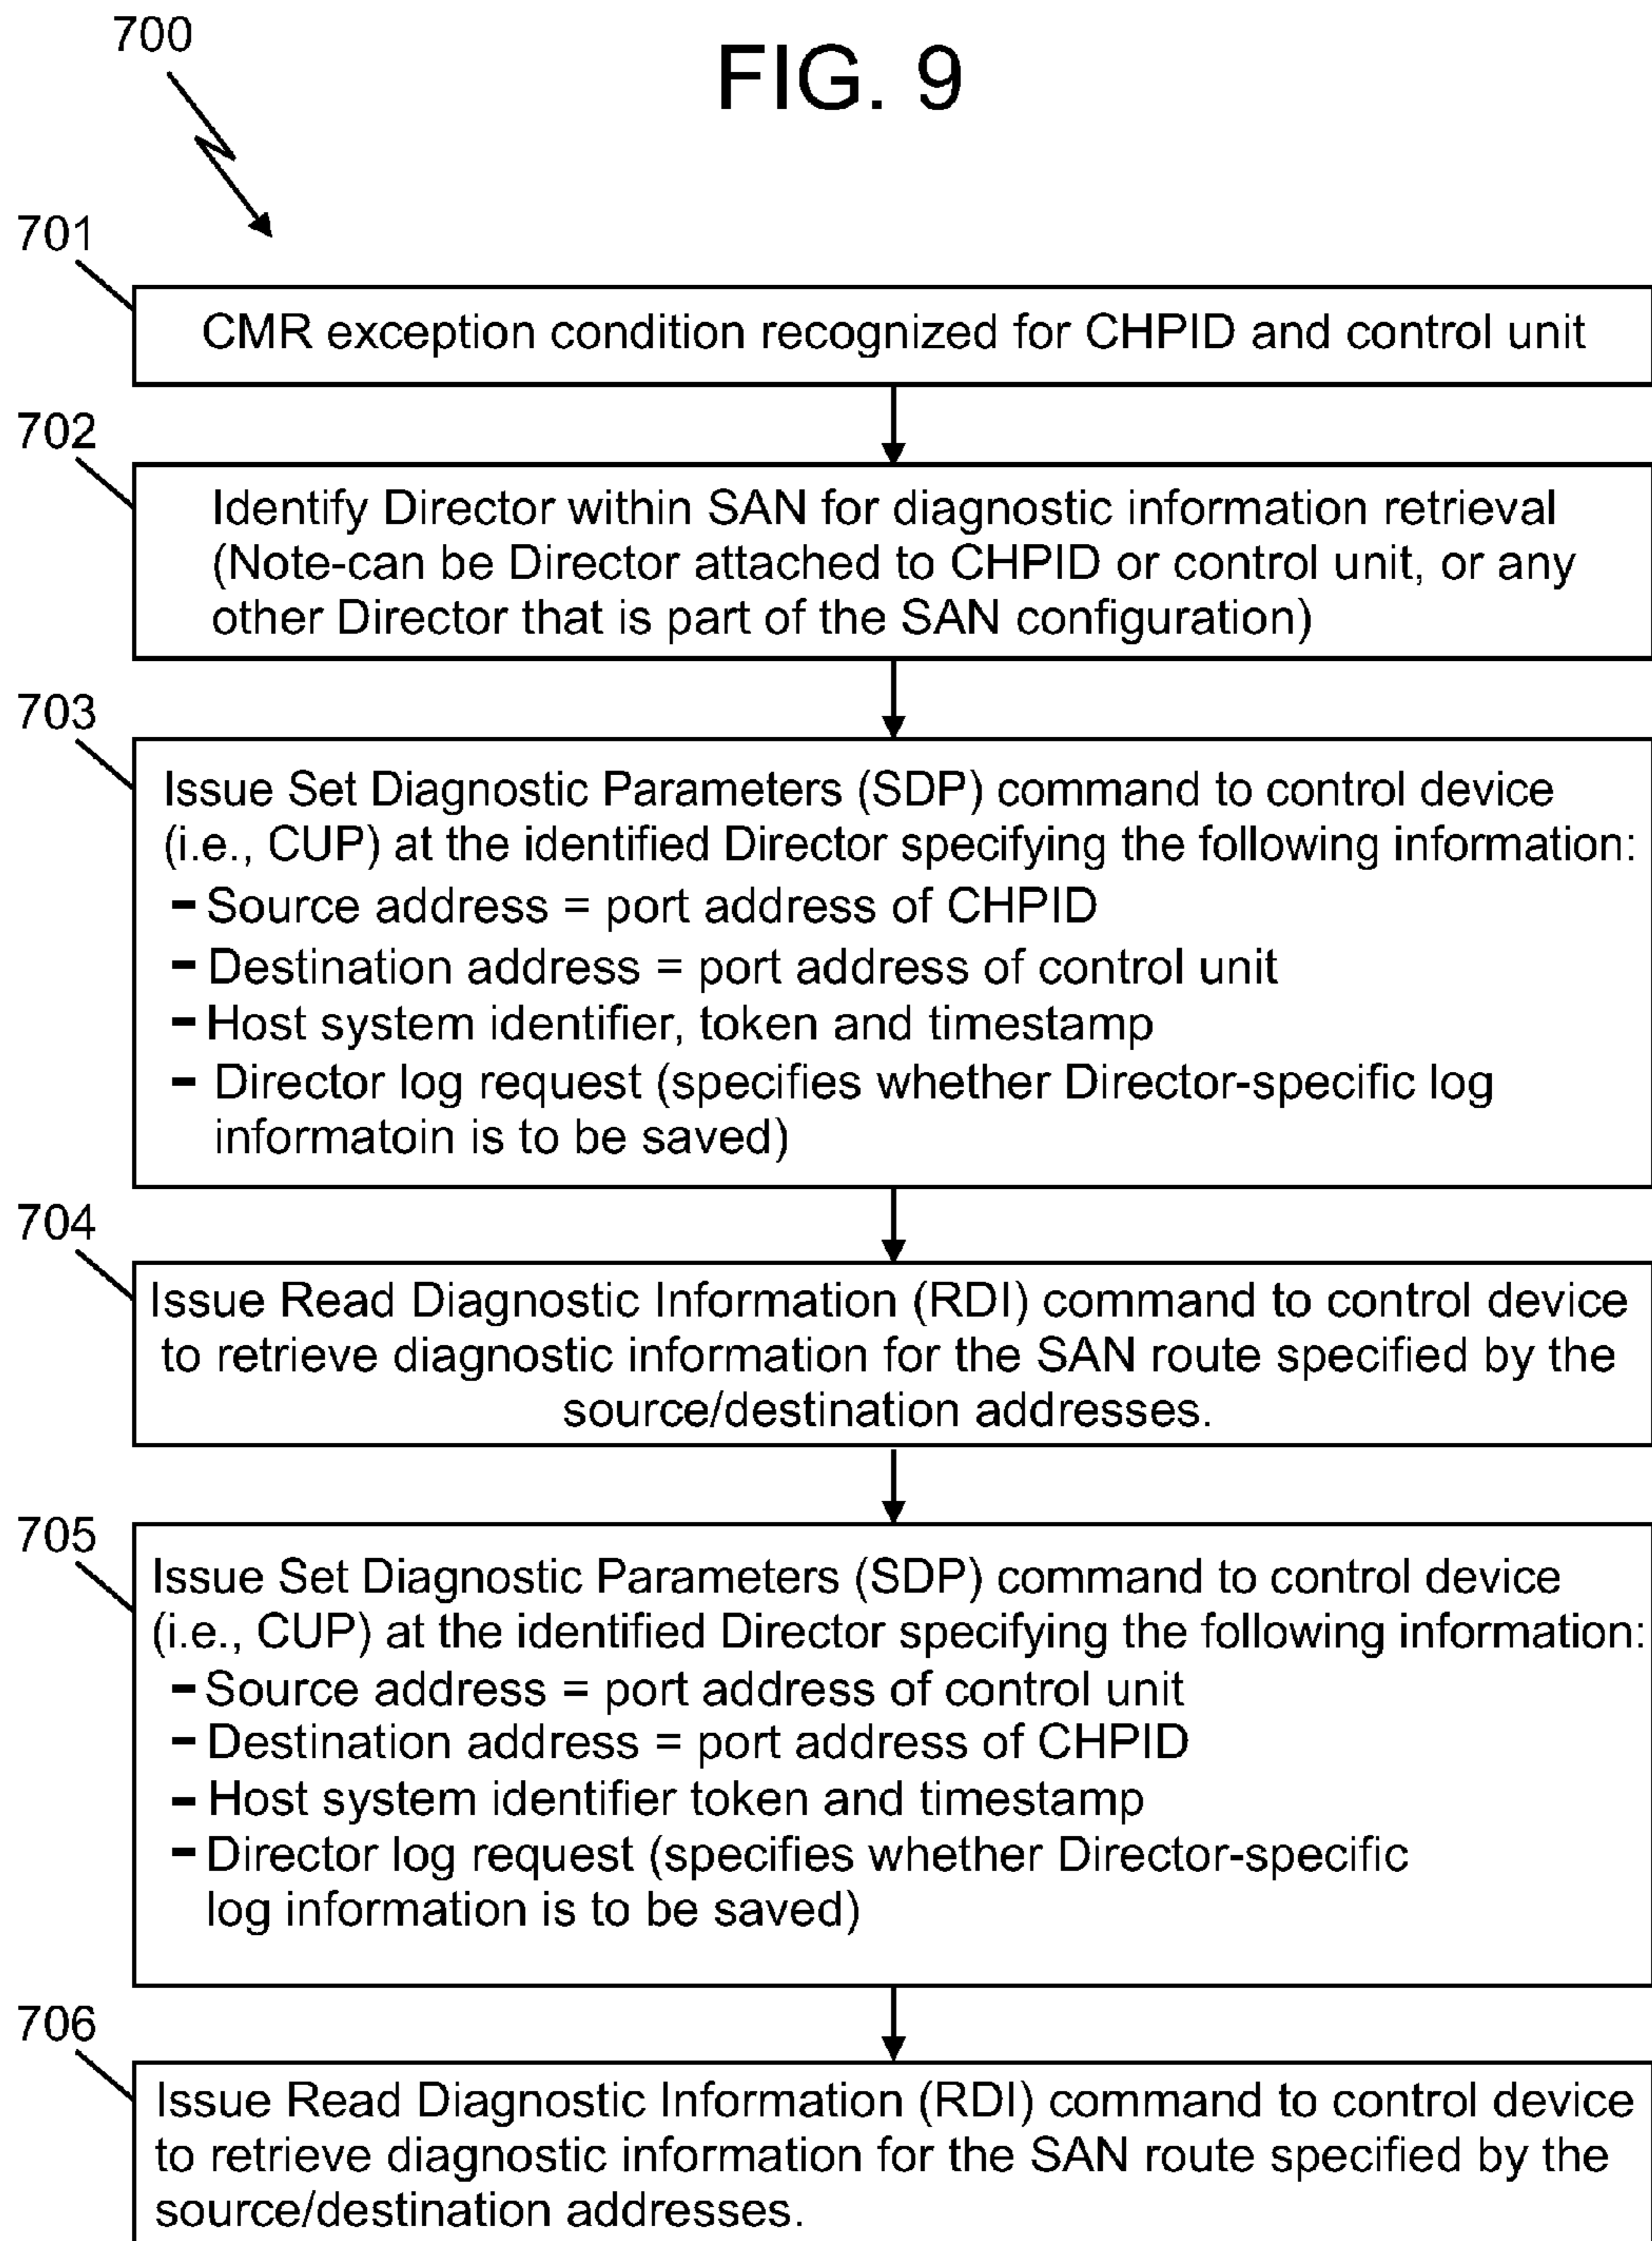 700
FIG. 9
701
CMR exception condition recognized for CHPID and control unit
702
Identify Director within SAN for diagnostic information retrieval
(Note-can be Director attached to CHPID or control unit, or any
other Director that is part of the SAN configuration)
703
Issue Set Diagnostic Parameters (SDP) command to control device
(i.e., CUP) at the identified Director specifying the following information:
- Source address = port address of CHPID
- Destination address = port address of control unit
- Host system identifier, token and timestamp
- Director log request (specifies whether Director-specific log
informatoin is to be saved)
704
Issue Read Diagnostic Information (RDI) command to control device
to retrieve diagnostic information for the SAN route specified by the
source/destination addresses.
705
Issue Set Diagnostic Parameters (SDP) command to control device
(i.e., CUP) at the identified Director specifying the following information:
- Source address = port address of control unit
- Destination address = port address of CHPID
- Host system identifier token and timestamp
- Director log request (specifies whether Director-specific
log information is to be saved)
706
Issue Read Diagnostic Information (RDI) command to control device
to retrieve diagnostic information for the SAN route specified by the
source/destination addresses.